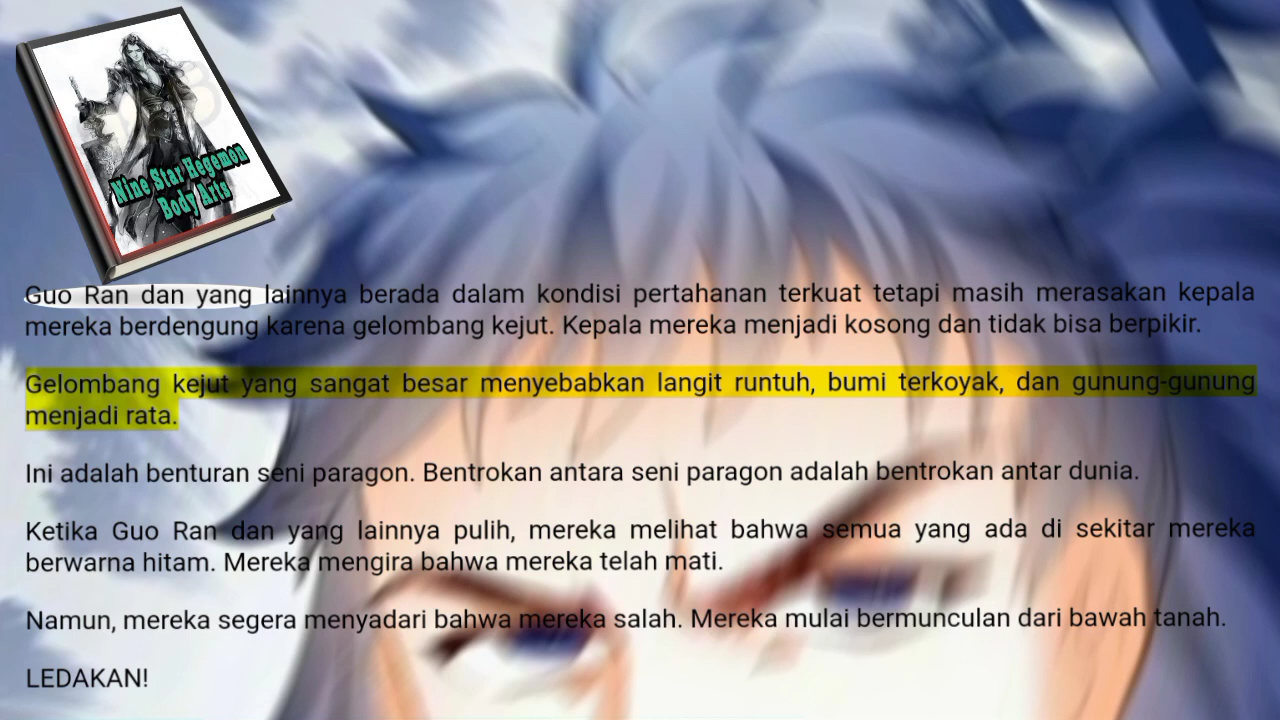 Nine Star Hegemon
Body Arts
Guo Ran dan yang lainnya berada dalam kondisi pertahanan terkuat tetapi masih merasakan kepala
mereka berdengung karena gelombang kejut. Kepala mereka menjadi kosong dan tidak bisa berpikir.
Gelombang kejut yang sangat besar menyebabkan langit runtuh, bumi terkoyak, dan gunung-gunung
menjadi rata.
Ini adalah benturan seni paragon. Bentrokan antara seni paragon adalah bentrokan antar dunia.
Ketika Guo Ran dan yang lainnya pulih, mereka melihat bahwa semua yang ada di sekitar mereka
berwarna hitam. Mereka mengira bahwa mereka telah mati.
Namun, mereka segera menyadari bahwa mereka salah. Mereka mulai bermunculan dari bawah tanah.
LEDAKAN!